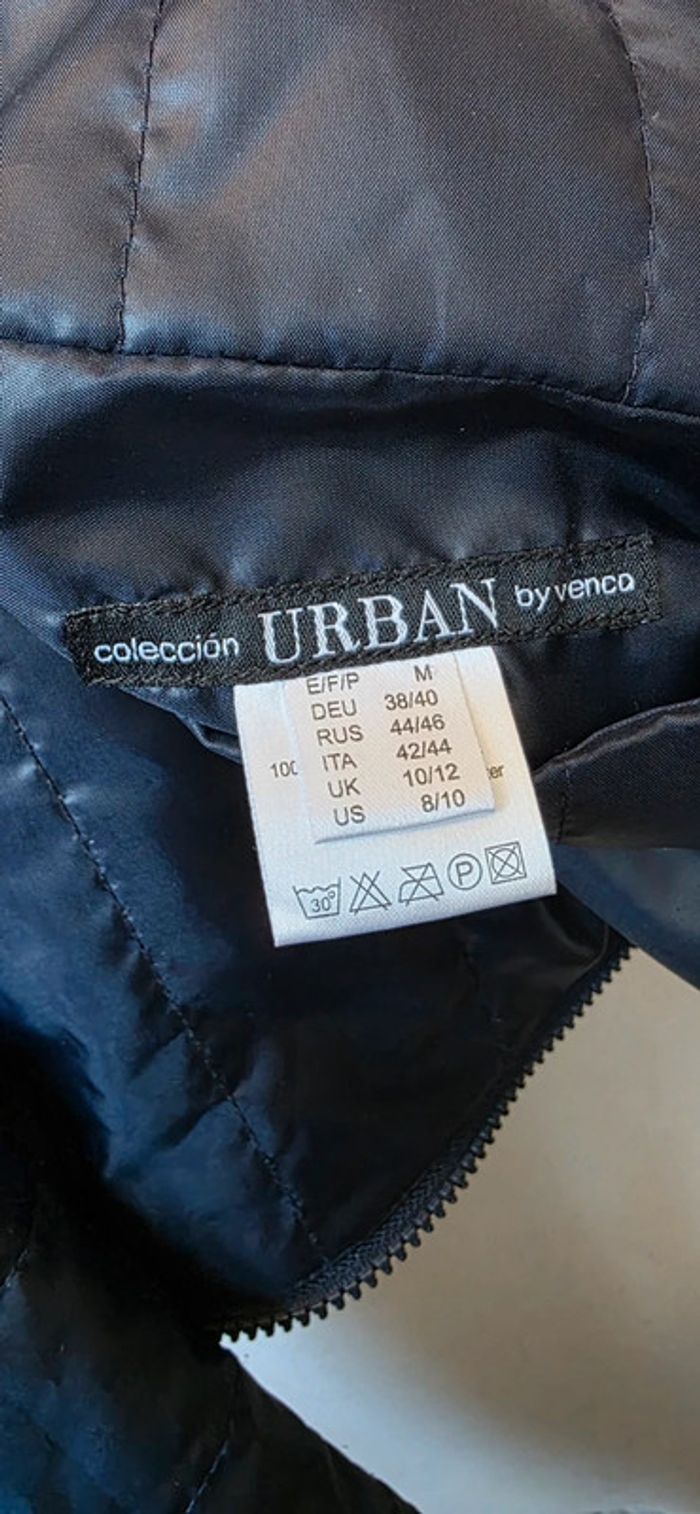 colección URBAN by venca
E/F/P M
DEU 38/40
RUS 44/46
ITA 42/44
UK 10/12
US 8/10
100
30°
P